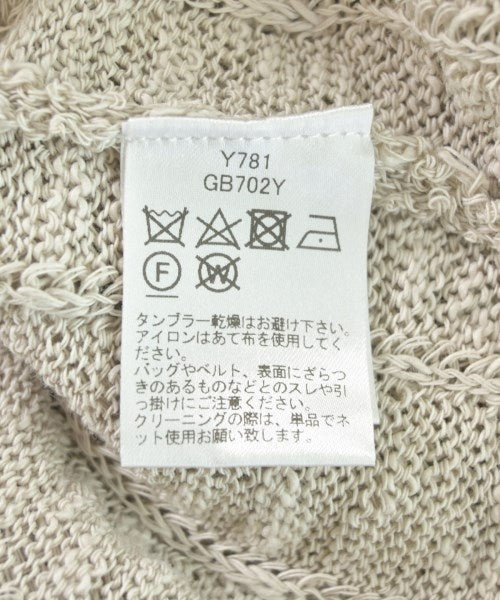 Y781
GB702Y
F W
タンブラー乾燥はお避け下さい。
アイロンはあて布を使用してく
ださい。
バッグやベルト、表面にざらつ
きのあるものなどとのスレや引
っ掛けにご注意ください。
クリーニングの際は、単品でネ
ット使用お願い致します。